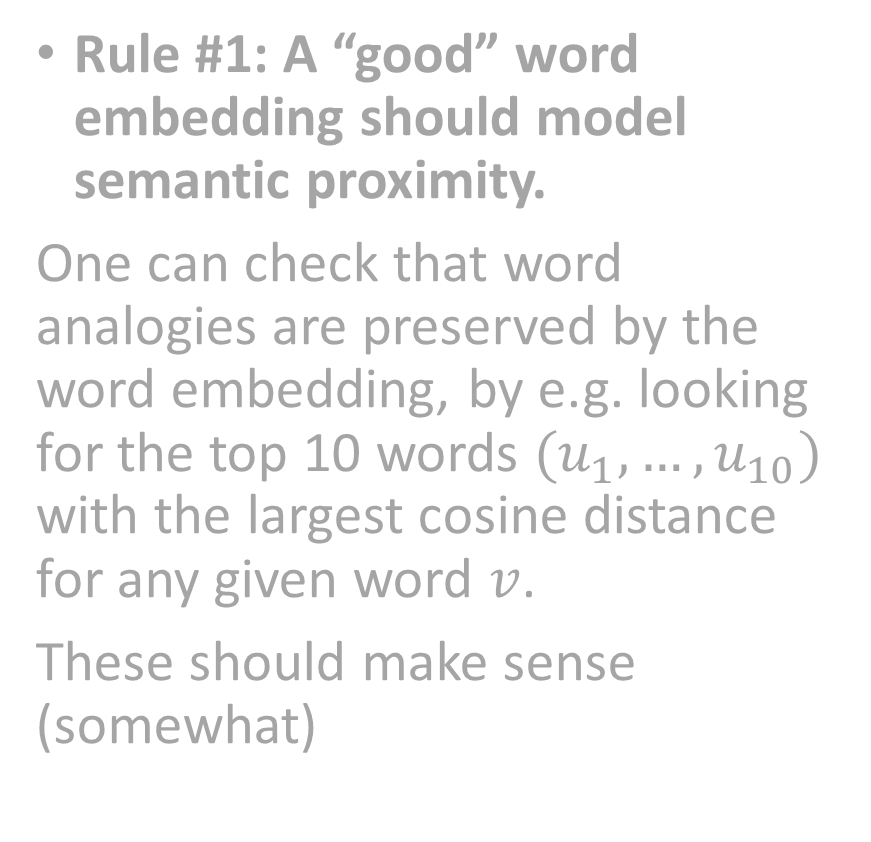 • Rule #1: A “good” word
embedding should model
semantic proximity.
One can check that word
analogies are preserved by the
word embedding, by e.g. looking
for the top 10 words (𝑢₁, … , 𝑢₁₀)
with the largest cosine distance
for any given word 𝑣.
These should make sense
(somewhat)